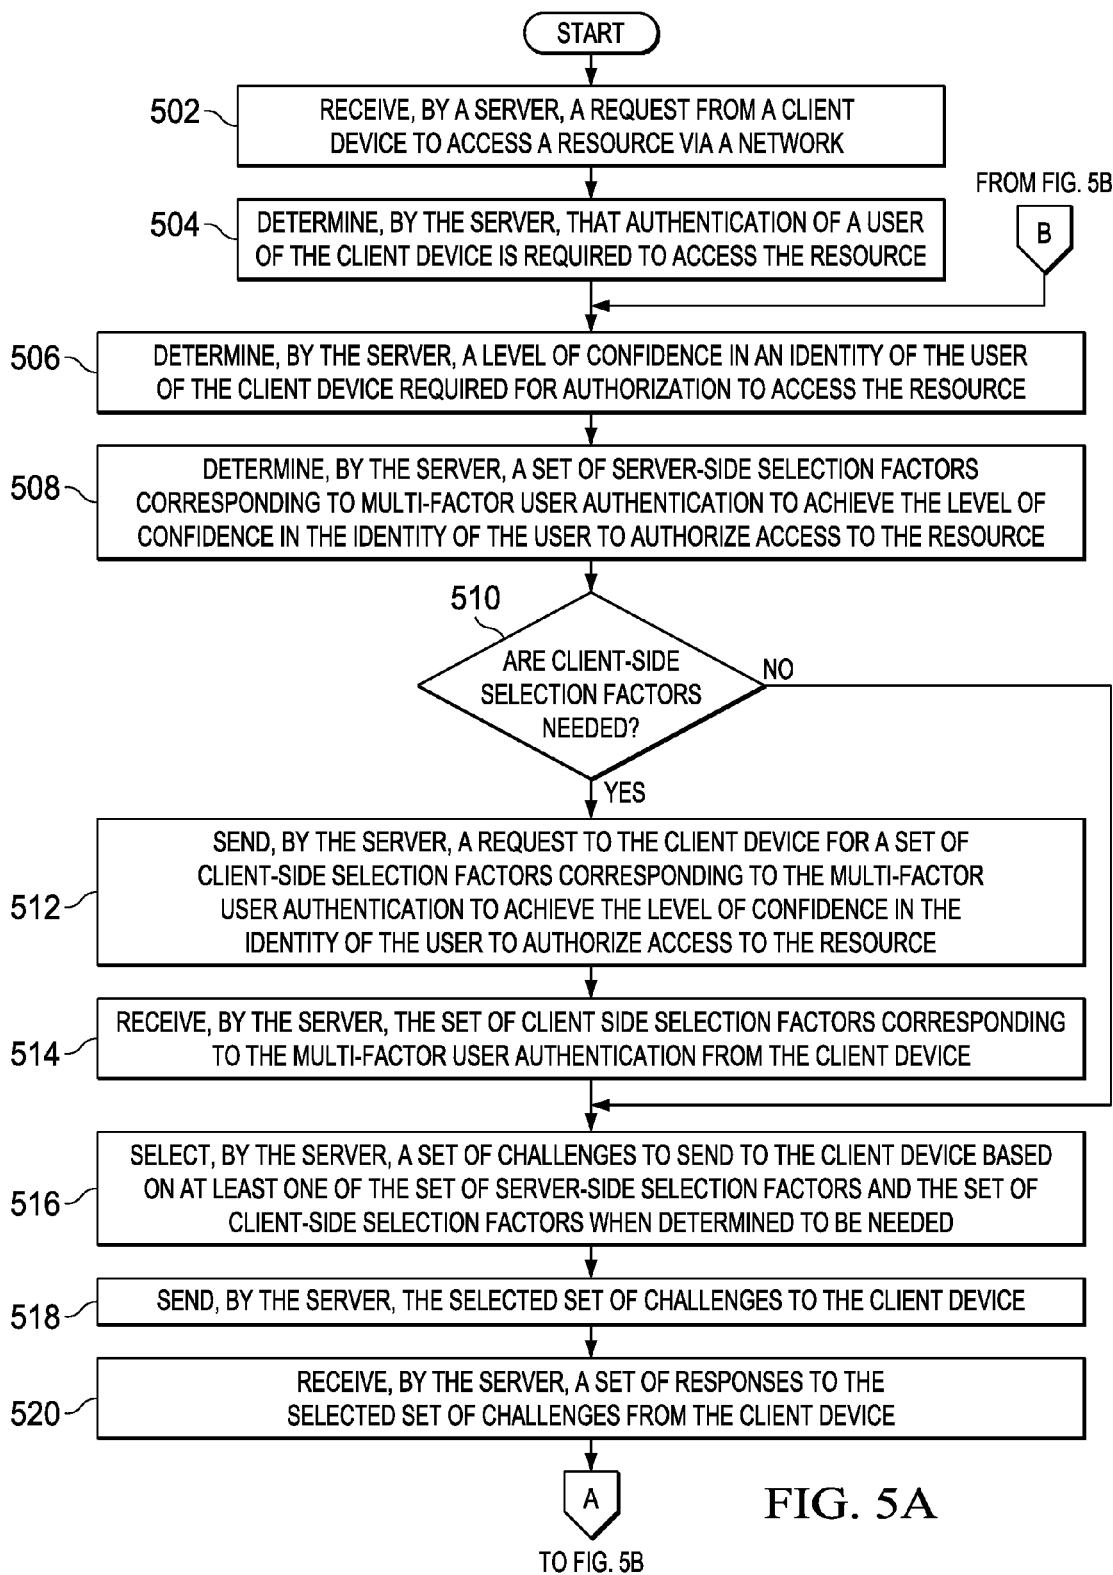 START
502
RECEIVE, BY A SERVER, A REQUEST FROM A CLIENT
DEVICE TO ACCESS A RESOURCE VIA A NETWORK
FROM FIG. 5B
B
504
DETERMINE, BY THE SERVER, THAT AUTHENTICATION OF A USER
OF THE CLIENT DEVICE IS REQUIRED TO ACCESS THE RESOURCE
506
DETERMINE, BY THE SERVER, A LEVEL OF CONFIDENCE IN AN IDENTITY OF THE USER
OF THE CLIENT DEVICE REQUIRED FOR AUTHORIZATION TO ACCESS THE RESOURCE
508
DETERMINE, BY THE SERVER, A SET OF SERVER-SIDE SELECTION FACTORS
CORRESPONDING TO MULTI-FACTOR USER AUTHENTICATION TO ACHIEVE THE LEVEL OF
CONFIDENCE IN THE IDENTITY OF THE USER TO AUTHORIZE ACCESS TO THE RESOURCE
510
ARE CLIENT-SIDE
SELECTION FACTORS
NEEDED?
NO
YES
512
SEND, BY THE SERVER, A REQUEST TO THE CLIENT DEVICE FOR A SET OF
CLIENT-SIDE SELECTION FACTORS CORRESPONDING TO THE MULTI-FACTOR
USER AUTHENTICATION TO ACHIEVE THE LEVEL OF CONFIDENCE IN THE
IDENTITY OF THE USER TO AUTHORIZE ACCESS TO THE RESOURCE
514
RECEIVE, BY THE SERVER, THE SET OF CLIENT SIDE SELECTION FACTORS CORRESPONDING
TO THE MULTI-FACTOR USER AUTHENTICATION FROM THE CLIENT DEVICE
516
SELECT, BY THE SERVER, A SET OF CHALLENGES TO SEND TO THE CLIENT DEVICE BASED
ON AT LEAST ONE OF THE SET OF SERVER-SIDE SELECTION FACTORS AND THE SET OF
CLIENT-SIDE SELECTION FACTORS WHEN DETERMINED TO BE NEEDED
518
SEND, BY THE SERVER, THE SELECTED SET OF CHALLENGES TO THE CLIENT DEVICE
520
RECEIVE, BY THE SERVER, A SET OF RESPONSES TO THE
SELECTED SET OF CHALLENGES FROM THE CLIENT DEVICE
A
TO FIG. 5B
FIG. 5A